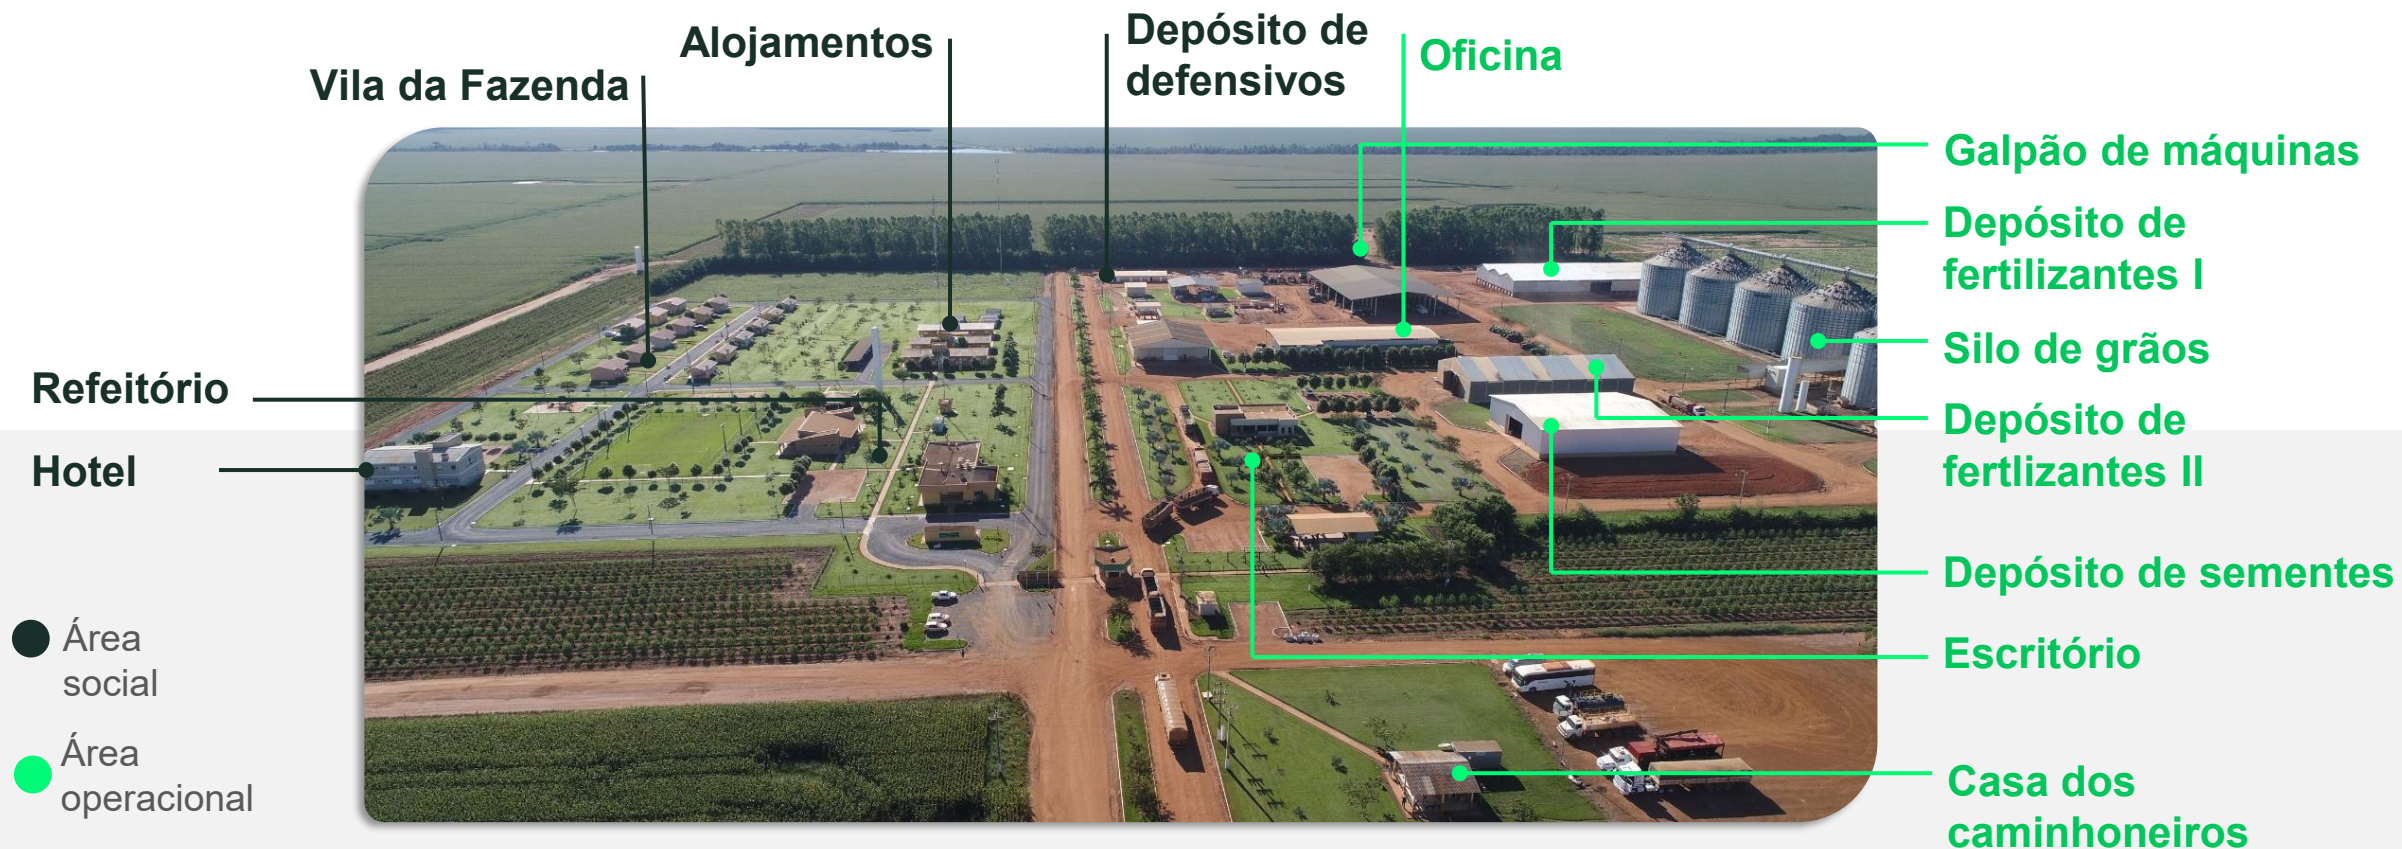 Alojamentos
Depósito de
defensivos
Oficina
Vila da Fazenda
Galpão de máquinas
Depósito de
fertilizantes I
Silo de grãos
Refeitório
Depósito de
fertlizantes II
Hotel
Depósito de sementes
Escritório
Área
social
Área
operacional
Casa dos
caminhoneiros